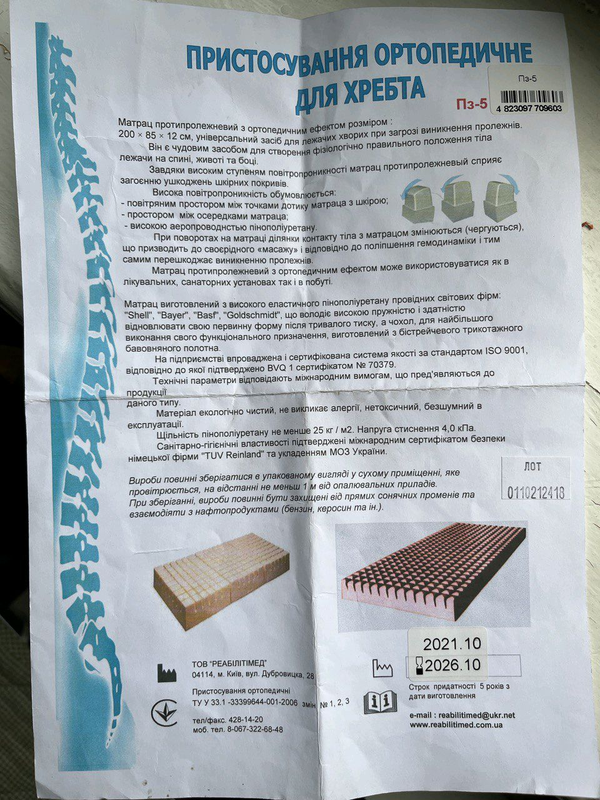 ПРИСТОСУВАННЯ ОРТОПЕДИЧНЕ
ДЛЯ ХРЕБТА
Пз-5
Пз-5
4 823097 709603
Матрац протипролежневий з ортопедичним ефектом розміром :
200 × 85 × 12 см, універсальний засіб для лежачих хворих при загрозі виникнення пролежнів.
Він є чудовим засобом для створення фізіологічно правильного положення тіла
лежачи на спині, животі та боці.
Завдяки високим ступеням повітропроникності матрац протипролежневий сприяє
загоєнню ушкоджень шкірних покривів.
Висока повітропроникність обумовлюється:
- повітряним простором між точками дотику матраца з шкірою;
- простором між осередками матраца;
- високою аеропроводністью пінополіуретану.
При поворотах на матраці ділянки контакту тіла з матрацом змінюються (чергуються),
що призводить до своєрідного «масажу» і відповідно до поліпшення гемодинаміки і тим
самим перешкоджає виникненню пролежнів.
Матрац протипролежневий з ортопедичним ефектом може використовуватися як в
лікувальних, санаторних установах так і в побуті.
Матрац виготовлений з високого еластичного пінополіуретану провідних світових фірм:
"Shell", "Bayer", "Basf", "Goldschmidt", що володіє високою пружністю і здатністю
відновлювати свою первинну форму після тривалого тиску, а чохол, для найбільшого
виконання свого функціонального призначення, виготовлений з бістрейчевого трикотажного
бавовняного полотна.
На підприємстві впроваджена і сертифікована система якості за стандартом ISO 9001,
відповідно до якої підтверджено BVQ 1 сертифікатом № 70379.
Технічні параметри відповідають міжнародним вимогам, що пред'являються до
продукції
даного типу.
Матеріал екологічно чистий, не викликає алергії, нетоксичний, безшумний в
експлуатації.
Щільність пінополіуретану не менше 25 кг / м2. Напруга стиснення 4,0 кПа.
Санітарно-гігієнічні властивості підтверджені міжнародним сертифікатом безпеки
німецької фірми "TUV Reinland" та укладенням МОЗ України.
Вироби повинні зберігатися в упакованому вигляді у сухому приміщенні, яке
провітрюється, на відстанні не меньш 1 м від опалювальних приладів.
При зберіганні, вироби повинні бути захищені від прямих сонячних променів та
взаємодіяти з нафтопродуктами (бензин, керосин та ін.).
ЛОТ
0110212418
ТОВ "РЕАБІЛІТІМЕД"
04114, м. Київ, вул. Дубровицка, 28
Пристосування ортопедичні
ТУ У 33.1 -33399644-001-2006 змін № 1, 2, 3
тел/факс. 428-14-20
моб. тел. 8-067-322-68-48
2021.10
2026.10
Строк придатності 5 років з
дати виготовлення
e-mail : reabilitimed@ukr.net
www.reabilitimed.com.ua